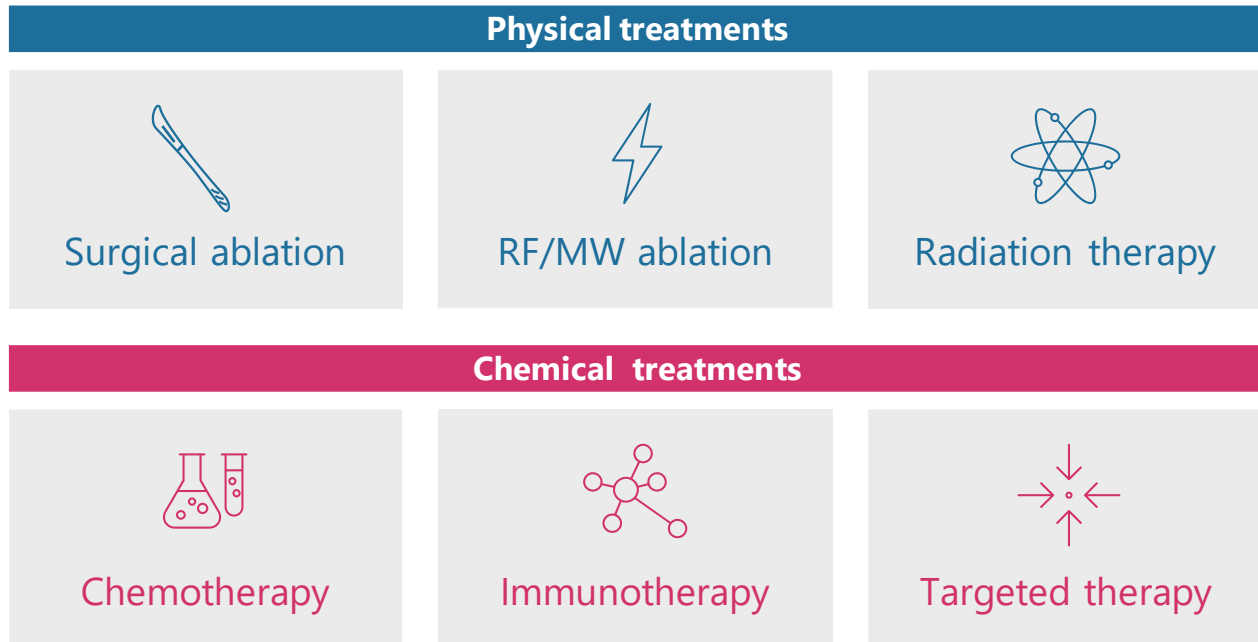 Physical treatments
Surgical ablation
RF/MW ablation
Radiation therapy
Chemical treatments
Chemotherapy
Immunotherapy
Targeted therapy